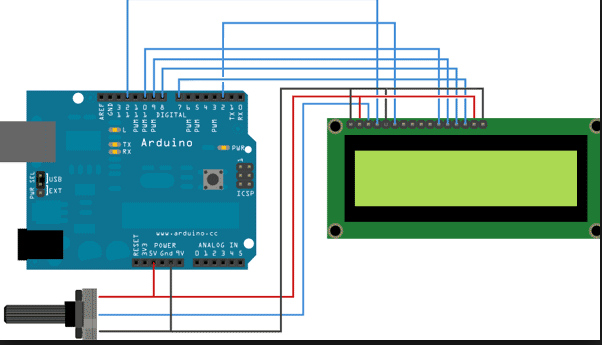 AREF
GND
13
12
11
10
9
8
7
6
5
4
3
2
1
0
PWM
PWM
PWM
PWM
PWM
PWM
TX
RX
DIGITAL
L
TX
RX
Arduino
PWR
ICSP
1
PWR SEL
USB
EXT
www.arduino.cc
POWER
ANALOG IN
RESET
3V3
5V Gnd 9V
0 1 2 3 4 5